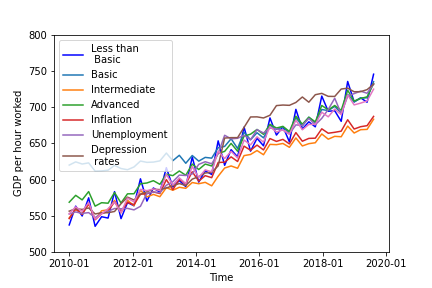 800
750
700
650
600
550
500
GDP per hour worked
Less than
Basic
Basic
Intermediate
Advanced
Inflation
Unemployment
Depression
rates
2010-01
2012-01
2014-01
2016-01
2018-01
2020-01
Time